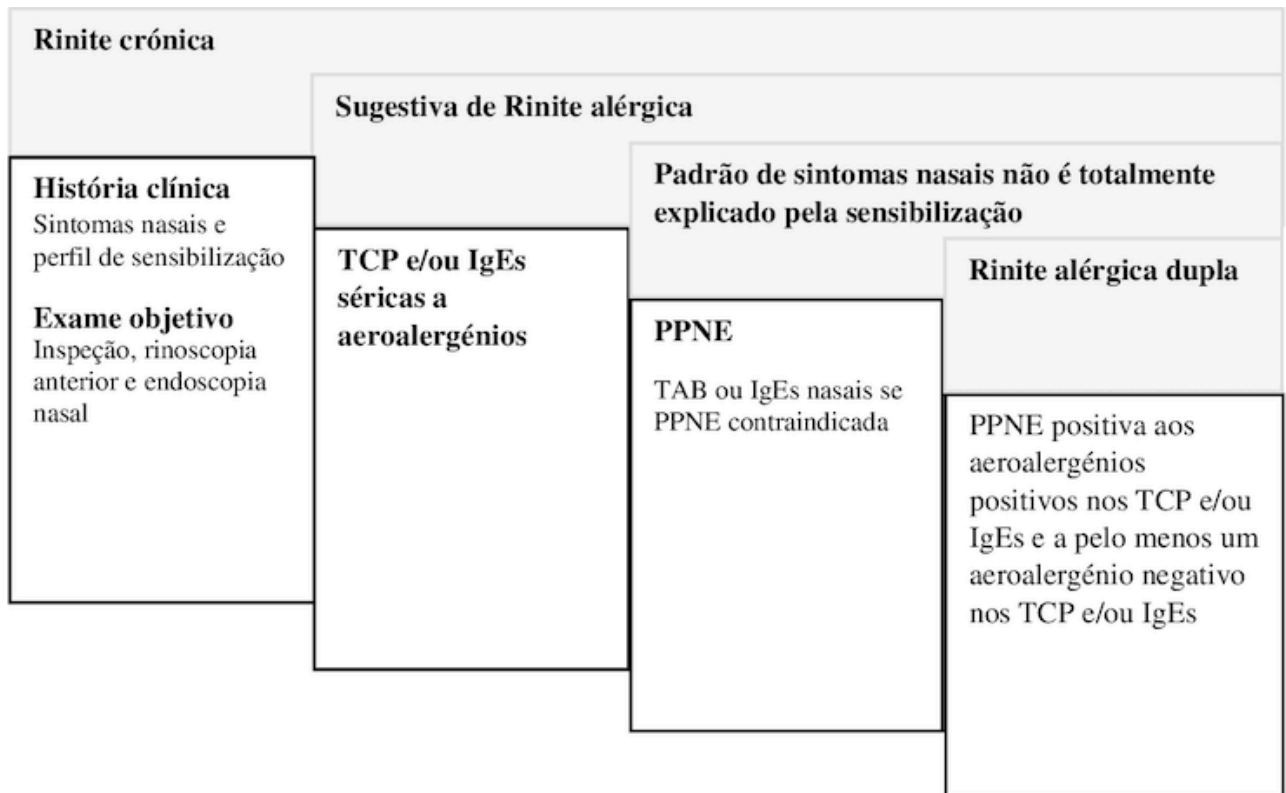 Rinite crónica
Sugestiva de Rinite alérgica
Padrão de sintomas nasais não é totalmente
explicado pela sensibilização
Rinite alérgica dupla
História clínica
Sintomas nasais e
perfil de sensibilização
Exame objetivo
Inspeção, rinoscopia
anterior e endoscopia
nasal
TCP e/ou IgEs
séricas a
aeroalergénios
PPNE
TAB ou IgEs nasais se
PPNE contraindicada
PPNE positiva aos
aeroalergénios
positivos nos TCP e/ou
IgEs e a pelo menos um
aeroalergénio negativo
nos TCP e/ou IgEs